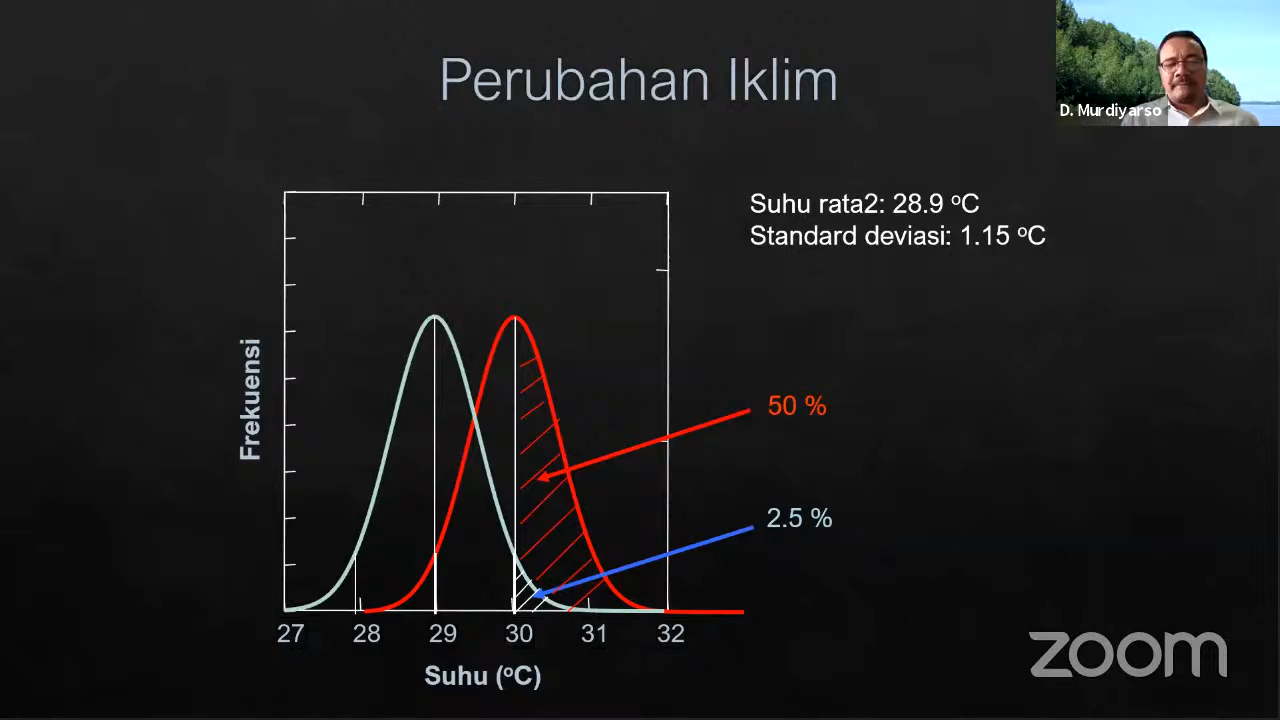 Perubahan Iklim
D. Murdiyarso
Suhu rata2: 28.9 ºC
Standard deviasi: 1.15 ºC
Frekuensi
50 %
2.5 %
27 28 29 30 31 32
Suhu (ºC)
zoom